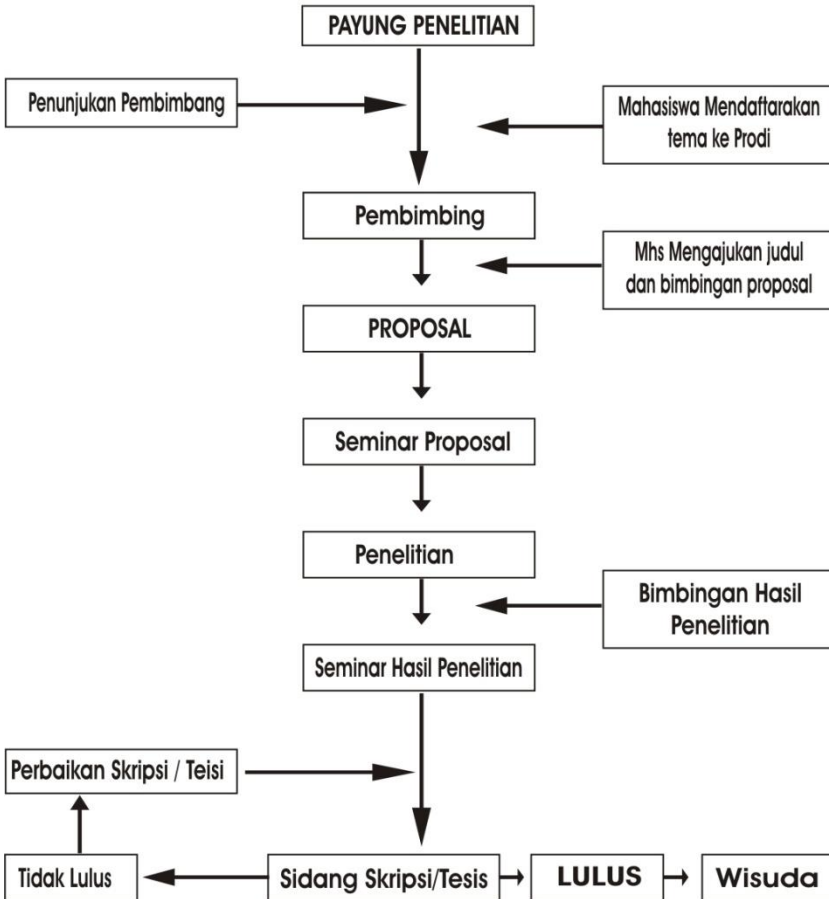 PAYUNG PENELITIAN
Penunjukan Pembimbang
Mahasiswa Mendaftarakan
tema ke Prodi
Pembimbing
Mhs Mengajukan judul
dan bimbingan proposal
PROPOSAL
Seminar Proposal
Penelitian
Bimbingan Hasil
Penelitian
Seminar Hasil Penelitian
Perbaikan Skripsi / Teisi
Tidak Lulus
Sidang Skripsi/Tesis
LULUS
Wisuda